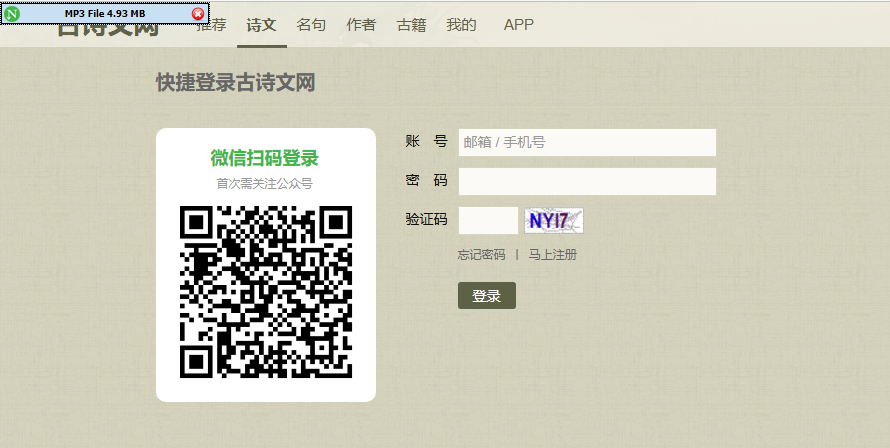 MP3 File 4.93 MB
古诗文网 推荐 诗文 名句 作者 古籍 我的 APP
快捷登录古诗文网
微信扫码登录
首次需关注公众号
账 号 邮箱 / 手机号
密 码
验证码 NYI7
忘记密码 | 马上注册
登录